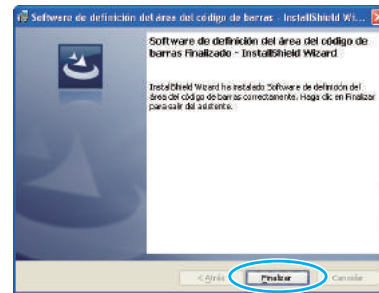 Software de definición del área del código de barras - InstallShield Wi...
Software de definición del área del código de
barras Finalizado - InstallShield Wizard
InstallShield Wizard ha instalado Software de definición del
área del código de barras correctamente. Haga clic en Finalizar
para salir del asistente.
< Atrás
Finalizar
Cancelar